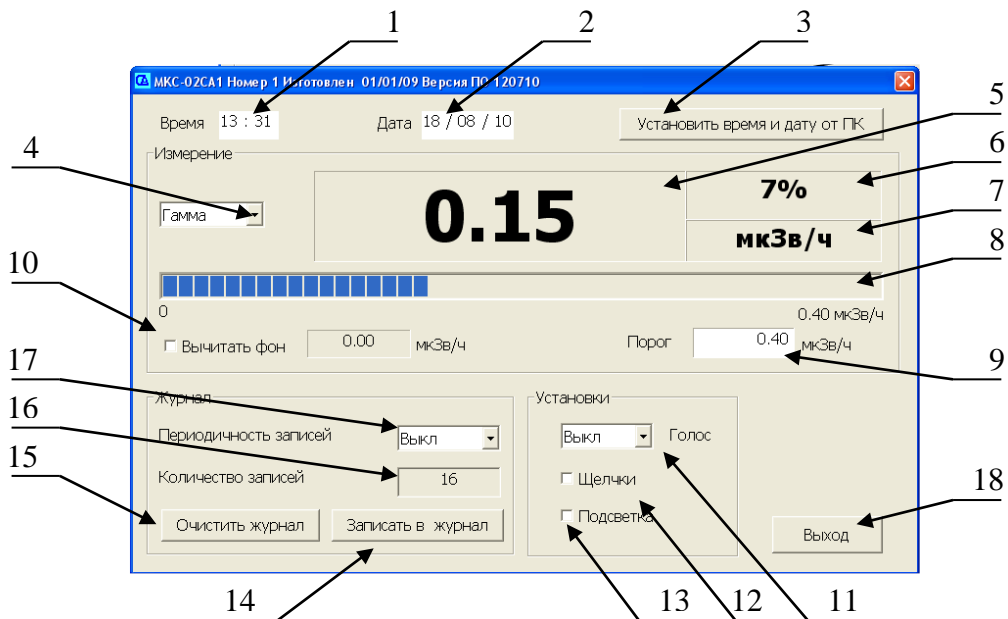 1 2 3
МКС-02СА1 Номер 1 Изготовлен 01/01/09 Версия ПО 120710
5
Время 13 : 31 Дата 18 / 08 / 10 Установить время и дату от ПК
6
Измерение
4
7% 7
Гамма 0.15 мкЗв/ч
8
10
0 0.40 мкЗв/ч
Вычитать фон 0.00 мкЗв/ч Порог 0.40 мкЗв/ч
17 9
Журнал Установки
16
Периодичность записей Выкл Выкл Голос
15
Количество записей 16 Щелчки
18
Очистить журнал Записать в журнал Подсветка
Выход
14 13 12 11